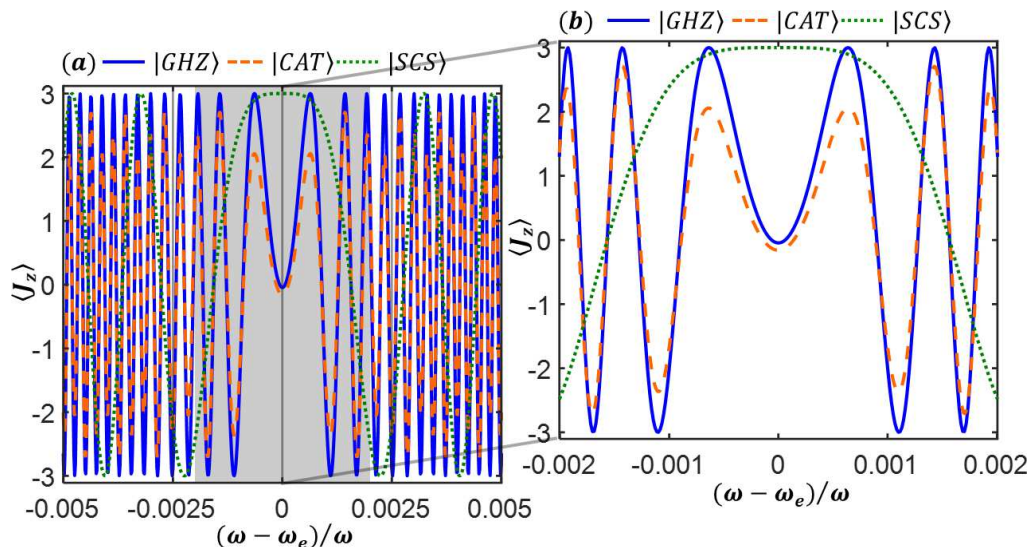 (b) |GHZ⟩ |CAT⟩ |SCS⟩
(a) |GHZ⟩ |CAT⟩ |SCS⟩
3
2
1
0
-1
-2
-3
⟨J_z⟩
-0.005 -0.0025 0 0.0025 0.005
(ω − ω_e)/ω
3
2
1
0
-1
-2
-3
⟨J_z⟩
-0.002 -0.001 0 0.001 0.002
(ω − ω_e)/ω